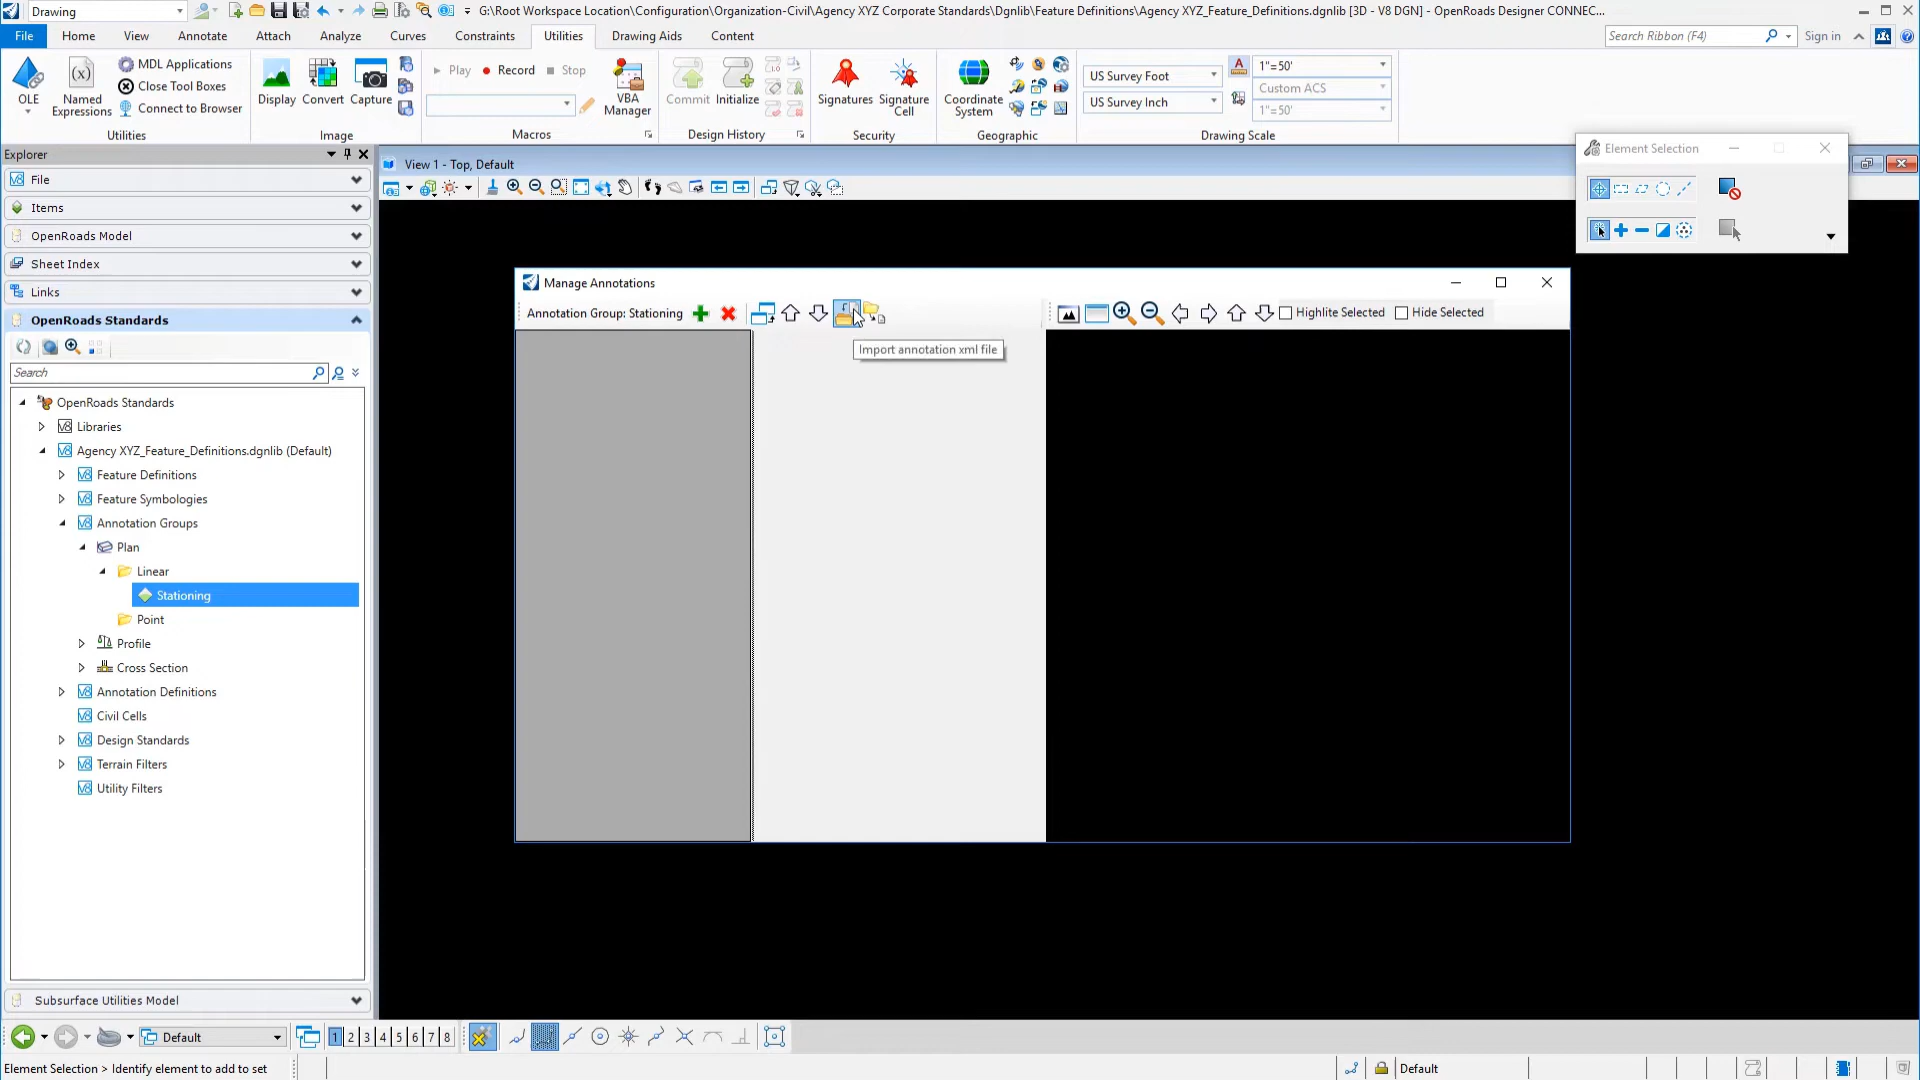 Drawing
G:\Root Workspace Location\Configuration\Organization-Civil\Agency XYZ Corporate Standards\Dgnlib\Feature Definitions\Agency XYZ_Feature_Definitions.dgnlib [3D - V8 DGN] - OpenRoads Designer CONNEC...
File Home View Annotate Attach Analyze Curves Constraints Utilities Drawing Aids Content
Search Ribbon (F4) Sign in
OLE
Named Expressions
MDL Applications
Close Tool Boxes
Connect to Browser
Utilities
Display Convert Capture
Image
Play Record Stop
VBA Manager
Macros
Commit Initialize
Design History
Signatures Signature Cell
Security
Coordinate System
Geographic
US Survey Foot
US Survey Inch
1"=50'
Custom ACS
1"=50'
Drawing Scale
Explorer
File
Items
OpenRoads Model
Sheet Index
Links
OpenRoads Standards
Search
OpenRoads Standards
Libraries
Agency XYZ_Feature_Definitions.dgnlib (Default)
Feature Definitions
Feature Symbologies
Annotation Groups
Plan
Linear
Stationing
Point
Profile
Cross Section
Annotation Definitions
Civil Cells
Design Standards
Terrain Filters
Utility Filters
Subsurface Utilities Model
View 1 - Top, Default
Element Selection
Manage Annotations
Annotation Group: Stationing
Highlite Selected Hide Selected
Import annotation xml file
Default
1 2 3 4 5 6 7 8
Element Selection > Identify element to add to set
Default